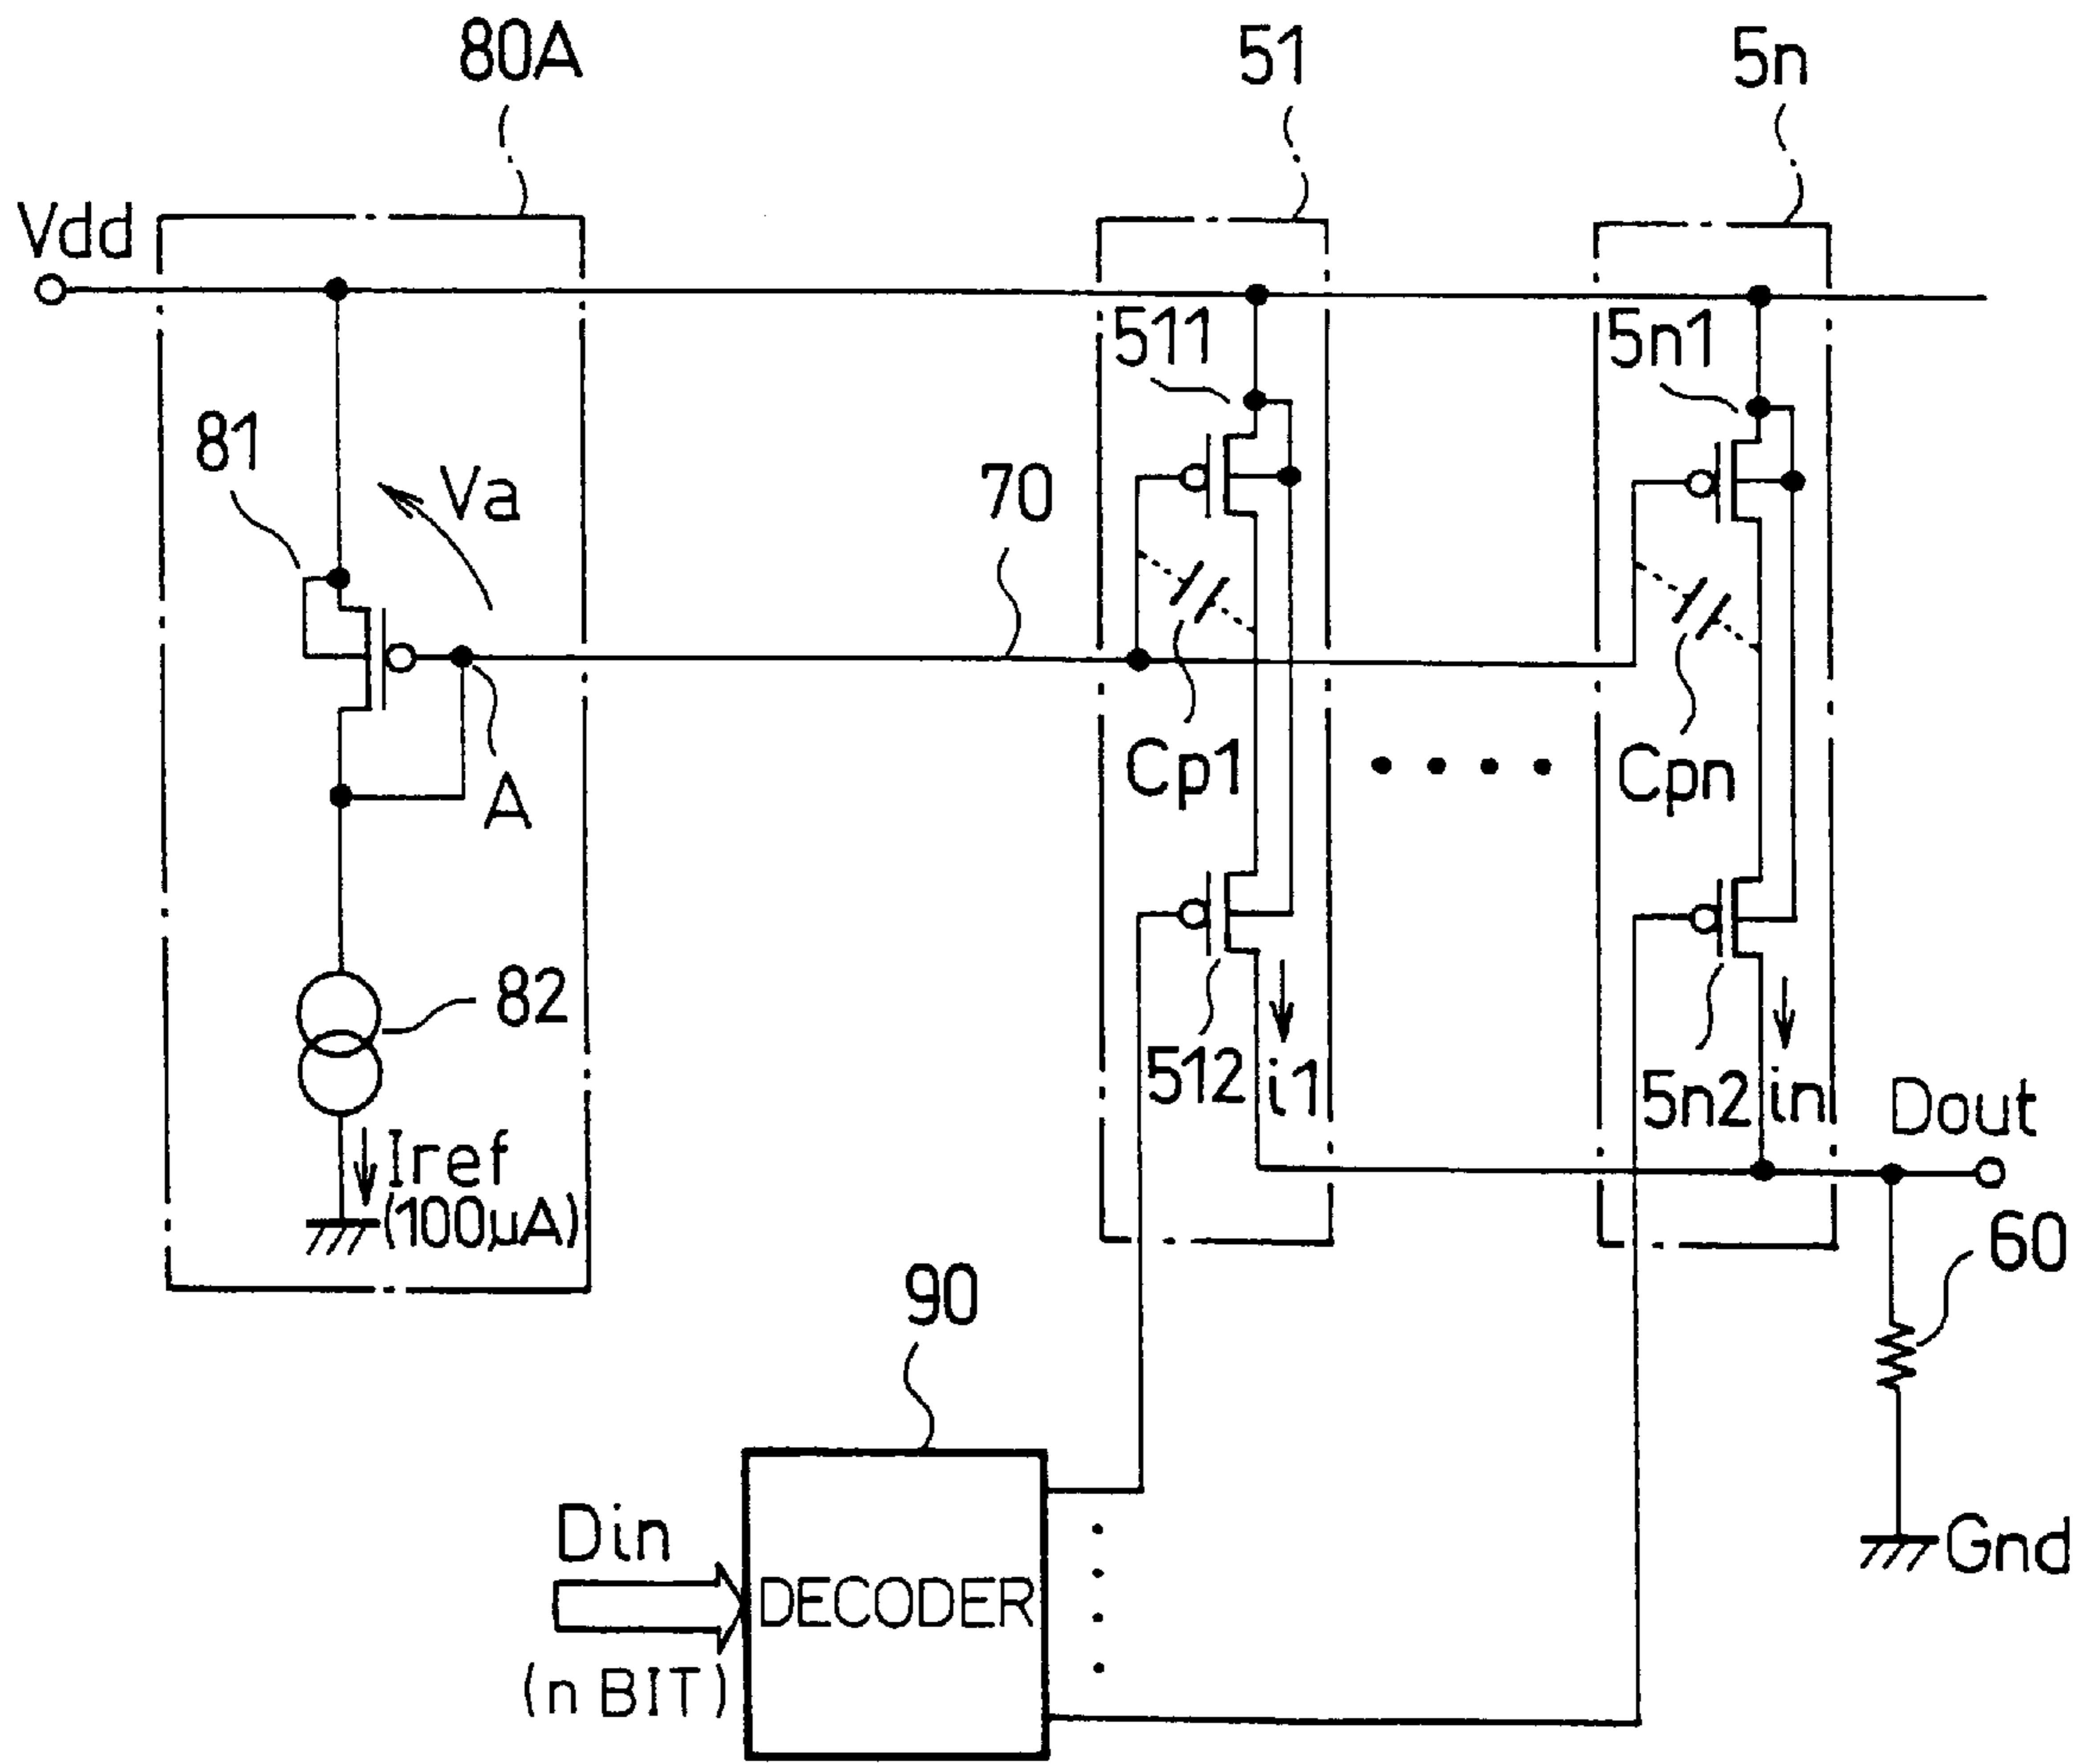 80A
51
5n
Vdd
511
5n1
81
Va
70
A
Cp1
Cpn
82
512
i1
5n2
in
Dout
Iref
(100μA)
60
90
Din
DECODER
(n BIT)
Gnd